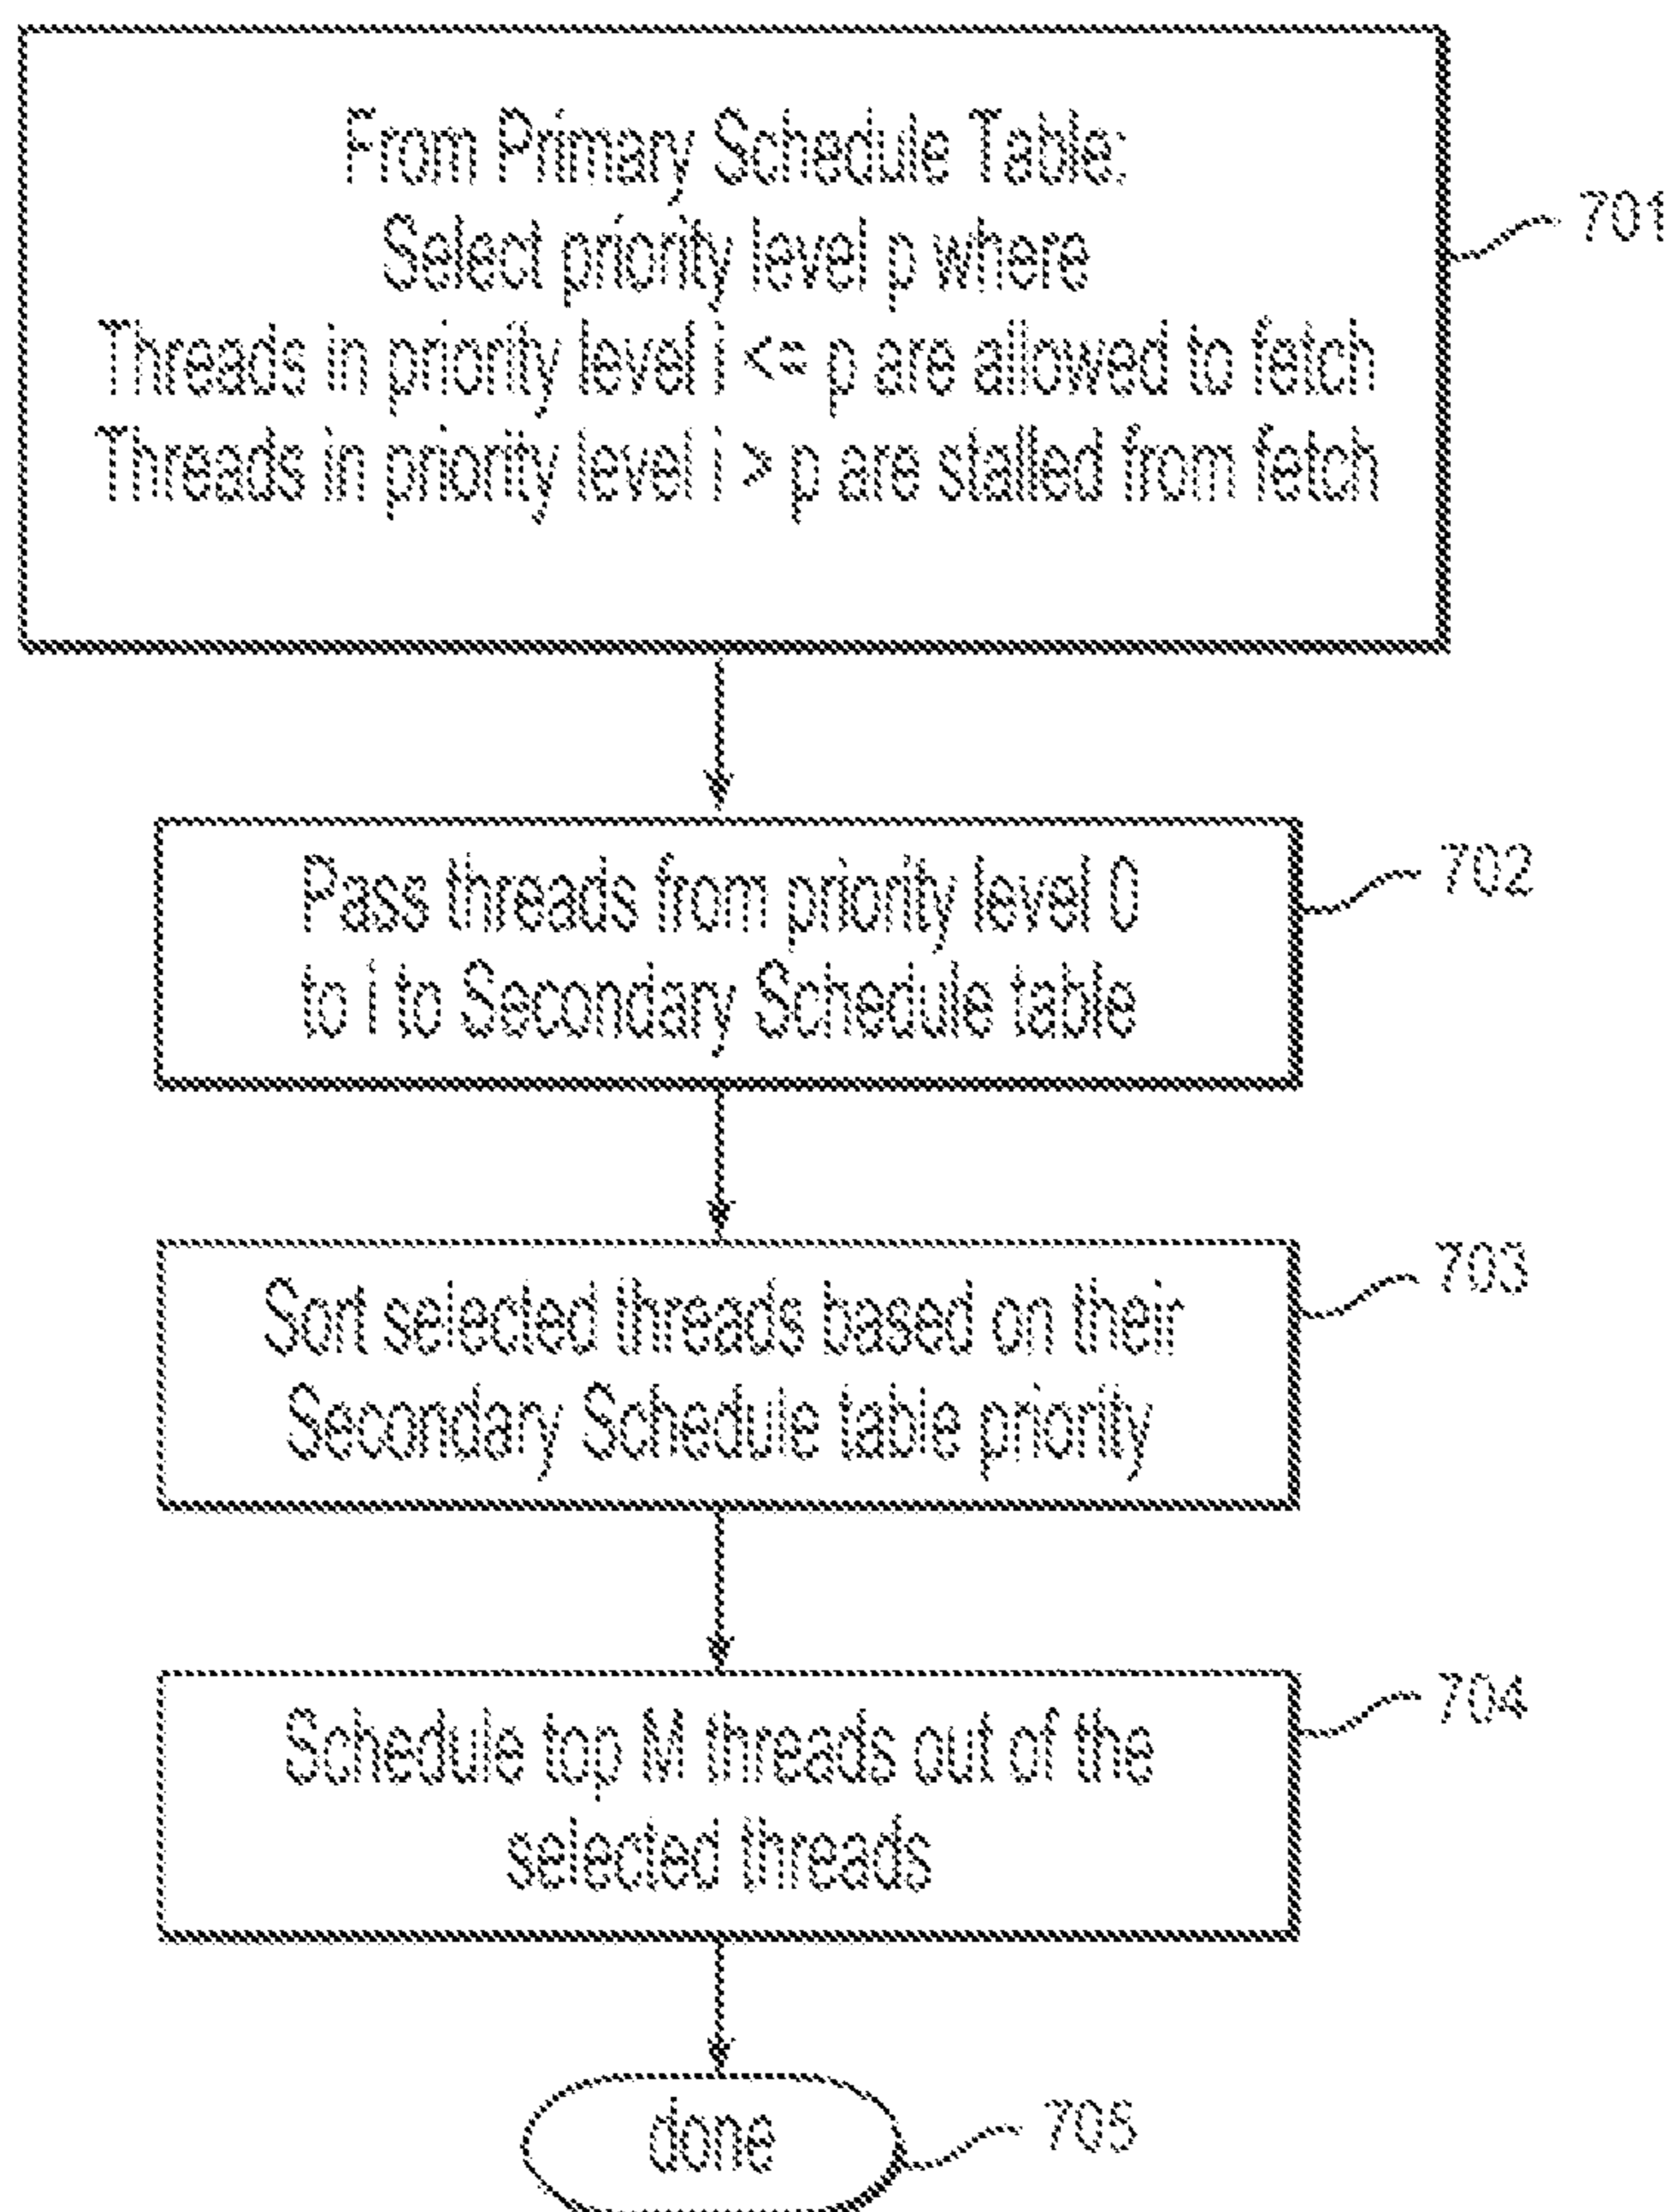 From Primary Schedule Table:
Select priority level p where
Threads in priority level i <= p are allowed to fetch
Threads in priority level i > p are stalled from fetch
701
Pass threads from priority level 0
to i to Secondary Schedule table
702
Sort selected threads based on their
Secondary Schedule table priority
703
Schedule top M threads out of the
selected threads
704
done
705